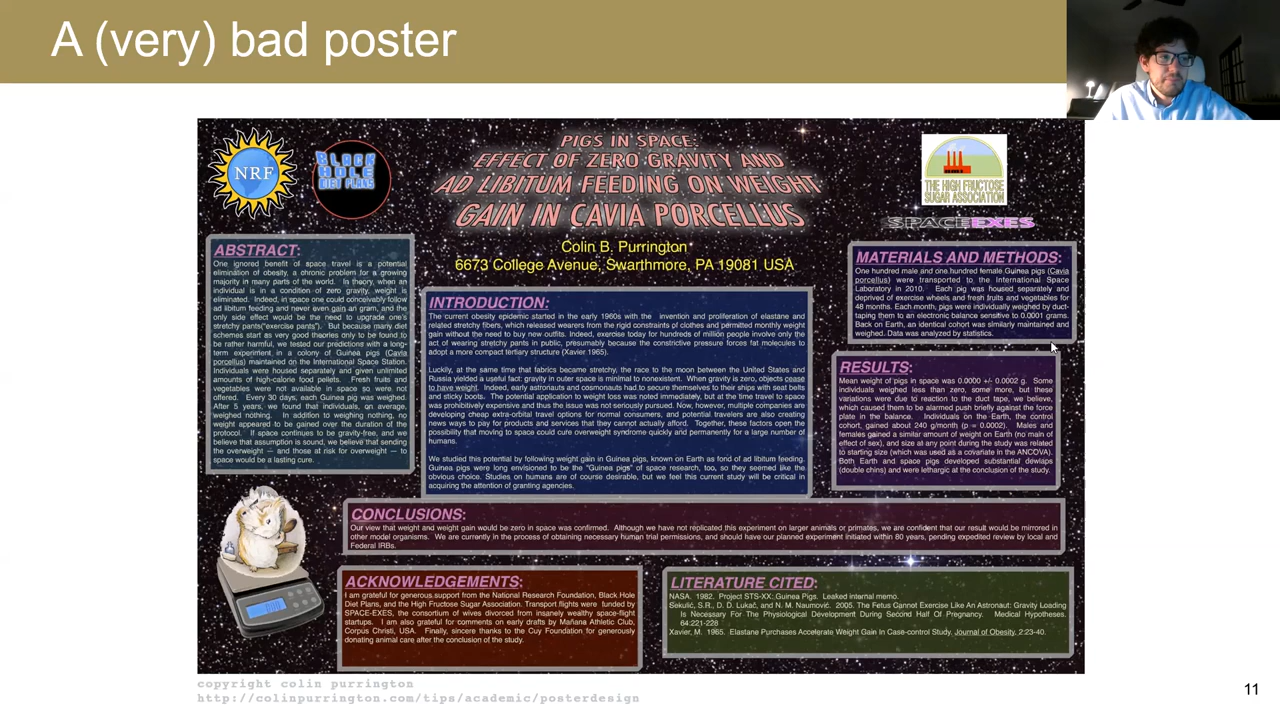 A (very) bad poster
NRF
BLACK
HOLE
DIET PLANS
PIGS IN SPACE:
EFFECT OF ZERO GRAVITY AND
AD LIBITUM FEEDING ON WEIGHT
GAIN IN CAVIA PORCELLUS
Colin B. Purrington
6673 College Avenue, Swarthmore, PA 19081 USA
THE HIGH FRUCTOSE
SUGAR ASSOCIATION
SPACEEXES
ABSTRACT:
One ignored benefit of space travel is a potential
elimination of obesity, a chronic problem for a growing
majority in many parts of the world. In theory, when an
individual is in a condition of zero gravity, weight is
eliminated. Indeed, in space one could conceivably follow
ad libitum feeding and never even gain an gram, and the
only side effect would be the need to upgrade one's
stretchy pants("exercise pants"). But because many diet
schemes start as very good theories only to be found to
be rather harmful, we tested our predictions with a long-
term experiment in a colony of Guinea pigs (Cavia
porcellus) maintained on the International Space Station.
Individuals were housed separately and given unlimited
amounts of high-calorie food pellets. Fresh fruits and
vegetables were not available in space so were not
offered. Every 30 days, each Guinea pig was weighed.
After 5 years, we found that individuals, on average,
weighed nothing. In addition to weighing nothing, no
weight appeared to be gained over the duration of the
protocol. If space continues to be gravity-free, and we
believe that assumption is sound, we believe that sending
the overweight — and those at risk for overweight — to
space would be a lasting cure.
INTRODUCTION:
The current obesity epidemic started in the early 1960s with the invention and proliferation of elastane and
related stretchy fibers, which released wearers from the rigid constraints of clothes and permitted monthly weight
gain without the need to buy new outfits. Indeed, exercise today for hundreds of million people involve only the
act of wearing stretchy pants in public, presumably because the constrictive pressure forces fat molecules to
adopt a more compact tertiary structure (Xavier 1965).
Luckily, at the same time that fabrics became stretchy, the race to the moon between the United States and
Russia yielded a useful fact: gravity in outer space is minimal to nonexistent. When gravity is zero, objects cease
to have weight. Indeed, early astronauts and cosmonauts had to secure themselves to their ships with seat belts
and sticky boots. The potential application to weight loss was noted immediately, but at the time travel to space
was prohibitively expensive and thus the issue was not seriously pursued. Now, however, multiple companies are
developing cheap extra-orbital travel options for normal consumers, and potential travelers are also creating
news ways to pay for products and services that they cannot actually afford. Together, these factors open the
possibility that moving to space could cure overweight syndrome quickly and permanently for a large number of
humans.
We studied this potential by following weight gain in Guinea pigs, known on Earth as fond of ad libitum feeding.
Guinea pigs were long envisioned to be the "Guinea pigs" of space research, too, so they seemed like the
obvious choice. Studies on humans are of course desirable, but we feel this current study will be critical in
acquiring the attention of granting agencies.
MATERIALS AND METHODS:
One hundred male and one hundred female Guinea pigs (Cavia
porcellus) were transported to the International Space
Laboratory in 2010. Each pig was housed separately and
deprived of exercise wheels and fresh fruits and vegetables for
48 months. Each month, pigs were individually weighed by duct-
taping them to an electronic balance sensitive to 0.0001 grams.
Back on Earth, an identical cohort was similarly maintained and
weighed. Data was analyzed by statistics.
RESULTS:
Mean weight of pigs in space was 0.0000 +/- 0.0002 g. Some
individuals weighed less than zero, some more, but these
variations were due to reaction to the duct tape, we believe,
which caused them to be alarmed push briefly against the force
plate in the balance. Individuals on the Earth, the control
cohort, gained about 240 g/month (p = 0.0002). Males and
females gained a similar amount of weight on Earth (no main of
effect of sex), and size at any point during the study was related
to starting size (which was used as a covariate in the ANCOVA).
Both Earth and space pigs developed substantial dewlaps
(double chins) and were lethargic at the conclusion of the study.
CONCLUSIONS:
Our view that weight and weight gain would be zero in space was confirmed. Although we have not replicated this experiment on larger animals or primates, we are confident that our result would be mirrored in
other model organisms. We are currently in the process of obtaining necessary human trial permissions, and should have our planned experiment initiated within 80 years, pending expedited review by local and
Federal IRBs.
ACKNOWLEDGEMENTS:
I am grateful for generous support from the National Research Foundation, Black Hole
Diet Plans, and the High Fructose Sugar Association. Transport flights were funded by
SPACE-EXES, the consortium of wives divorced from insanely wealthy space-flight
startups. I am also grateful for comments on early drafts by Mañana Athletic Club,
Corpus Christi, USA. Finally, sincere thanks to the Cuy Foundation for generously
donating animal care after the conclusion of the study.
LITERATURE CITED:
NASA. 1982. Project STS-XX: Guinea Pigs. Leaked internal memo.
Sekulić, S.R., D. D. Lukač, and N. M. Naumović. 2005. The Fetus Cannot Exercise Like An Astronaut: Gravity Loading
Is Necessary For The Physiological Development During Second Half Of Pregnancy. Medical Hypotheses.
64:221-228
Xavier, M. 1965. Elastane Purchases Accelerate Weight Gain In Case-control Study. Journal of Obesity. 2:23-40.
copyright colin purrington
http://colinpurrington.com/tips/academic/posterdesign
11